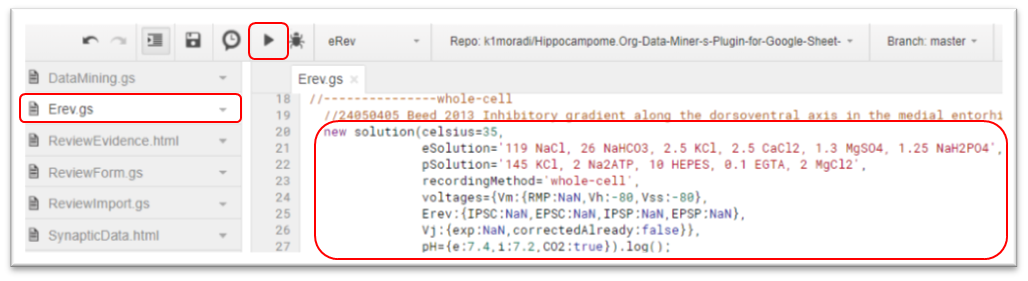 eRev
Repo: k1moradi/Hippocampome.Org-Data-Miner-s-Plugin-for-Google-Sheet-
Branch: master
DataMining.gs
Erev.gs
ReviewEvidence.html
ReviewForm.gs
ReviewImport.gs
SynapticData.html
Erev.gs ×
18 //---------------whole-cell
19 //24050405 Beed 2013 Inhibitory gradient along the dorsoventral axis in the medial entorhi
20 new solution(celsius=35,
21 eSolution='119 NaCl, 26 NaHCO3, 2.5 KCl, 2.5 CaCl2, 1.3 MgSO4, 1.25 NaH2PO4',
22 pSolution='145 KCl, 2 Na2ATP, 10 HEPES, 0.1 EGTA, 2 MgCl2',
23 recordingMethod='whole-cell',
24 voltages={Vm:{RMP:NaN,Vh:-80,Vss:-80},
25 Erev:{IPSC:NaN,EPSC:NaN,IPSP:NaN,EPSP:NaN},
26 Vj:{exp:NaN,correctedAlready:false}},
27 pH={e:7.4,i:7.2,CO2:true}).log();